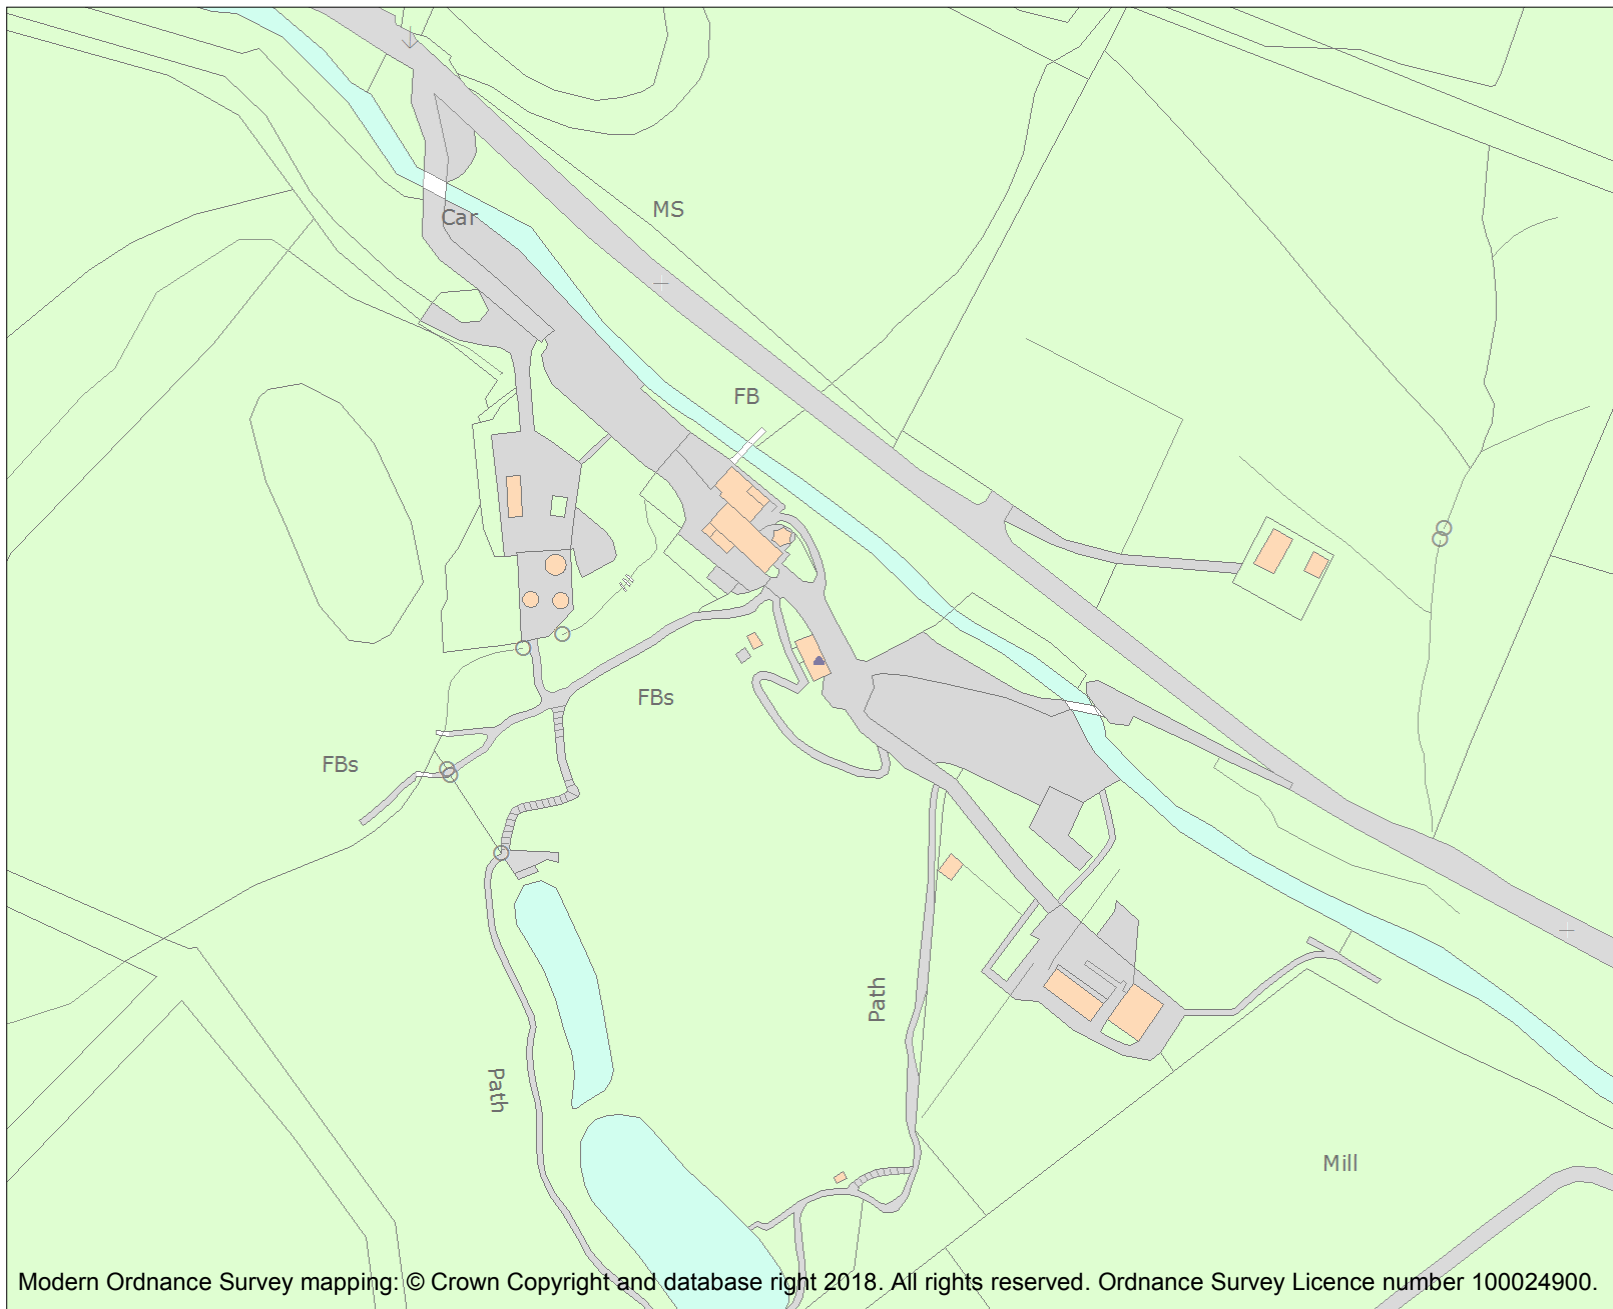 MS
Car
FB
FBs
FBs
Path
Path
Mill
Modern Ordnance Survey mapping: © Crown Copyright and database right 2018. All rights reserved. Ordnance Survey Licence number 100024900.